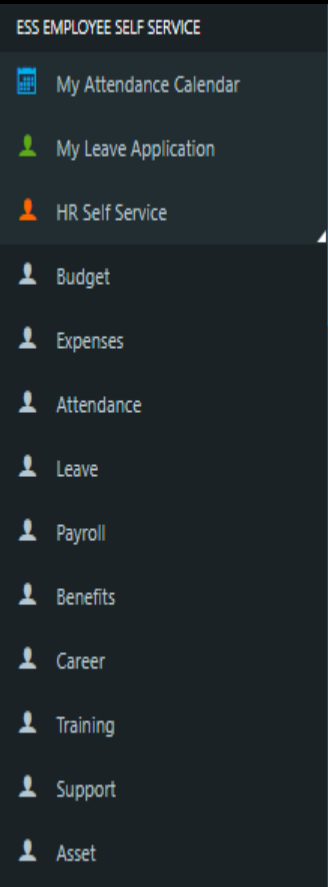 ESS EMPLOYEE SELF SERVICE
My Attendance Calendar
My Leave Application
HR Self Service
Budget
Expenses
Attendance
Leave
Payroll
Benefits
Career
Training
Support
Asset